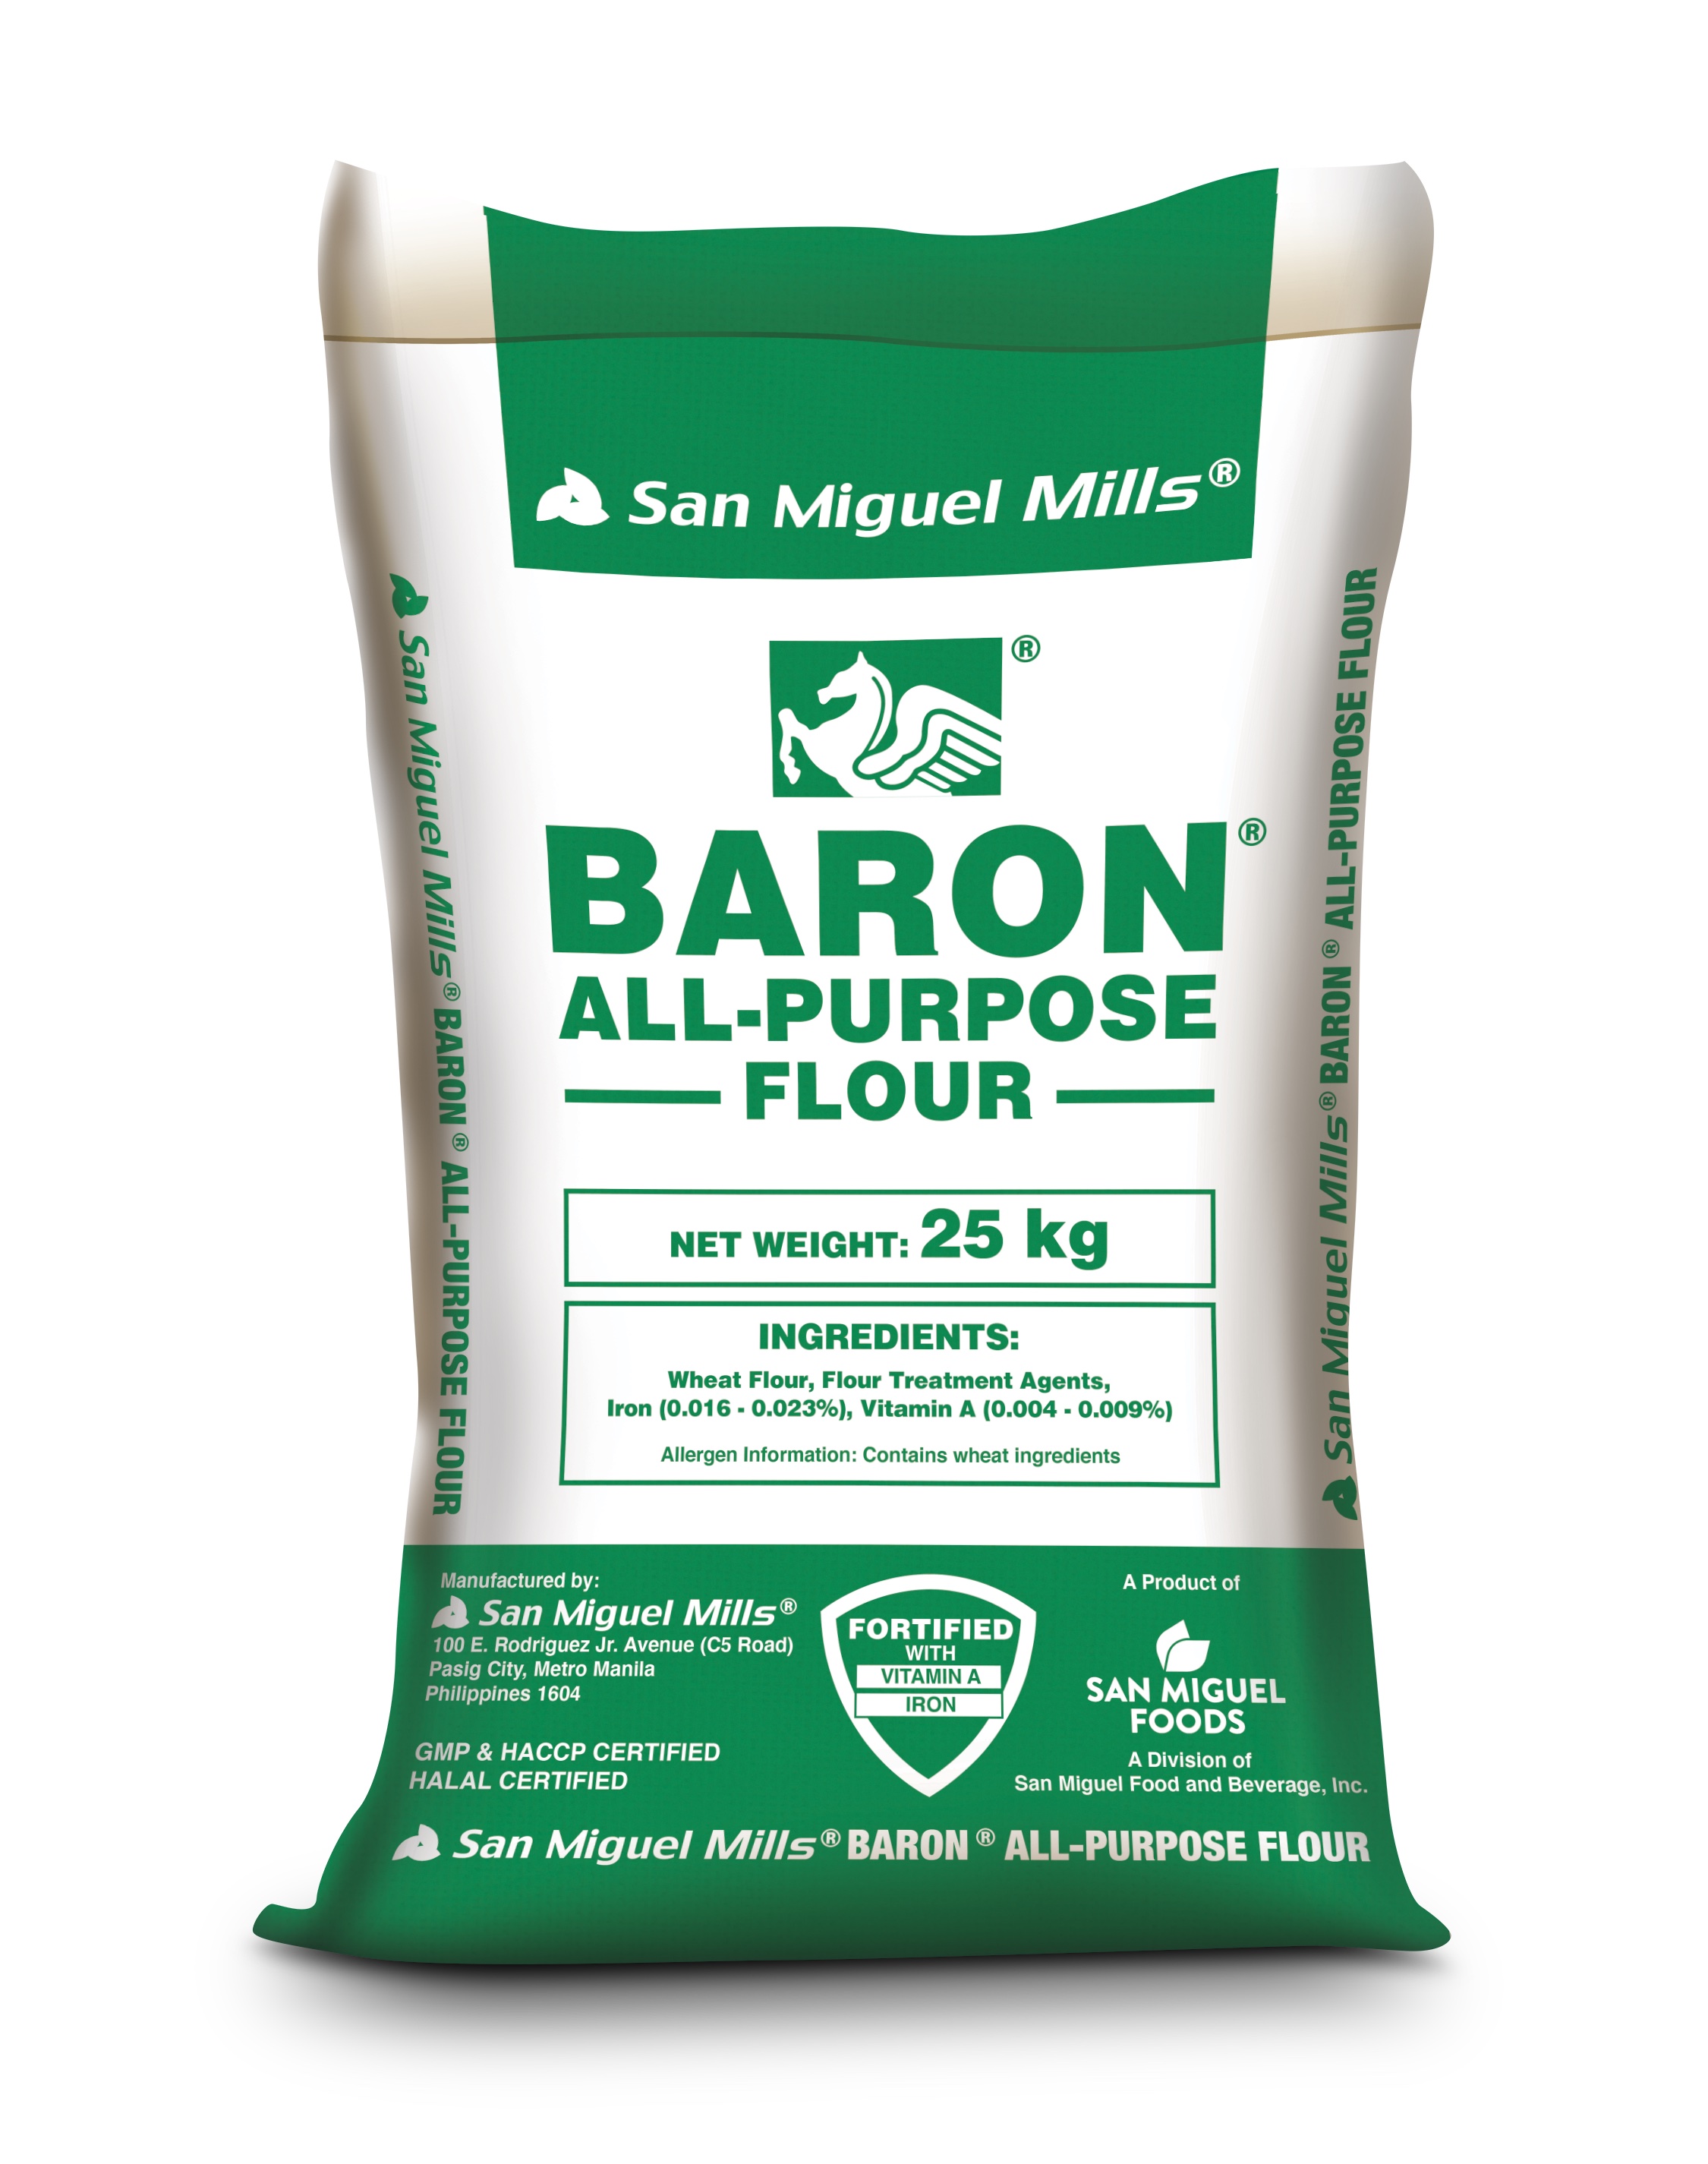 San Miguel Mills®
®
BARON®
ALL-PURPOSE
FLOUR
NET WEIGHT: 25 kg
INGREDIENTS:
Wheat Flour, Flour Treatment Agents,
Iron (0.016 - 0.023%), Vitamin A (0.004 - 0.009%)
Allergen Information: Contains wheat ingredients
San Miguel Mills® BARON® ALL-PURPOSE FLOUR
San Miguel Mills® BARON® ALL-PURPOSE FLOUR
Manufactured by:
San Miguel Mills®
100 E. Rodriguez Jr. Avenue (C5 Road)
Pasig City, Metro Manila
Philippines 1604
GMP & HACCP CERTIFIED
HALAL CERTIFIED
FORTIFIED
WITH
VITAMIN A
IRON
A Product of
SAN MIGUEL
FOODS
A Division of
San Miguel Food and Beverage, Inc.
San Miguel Mills® BARON® ALL-PURPOSE FLOUR